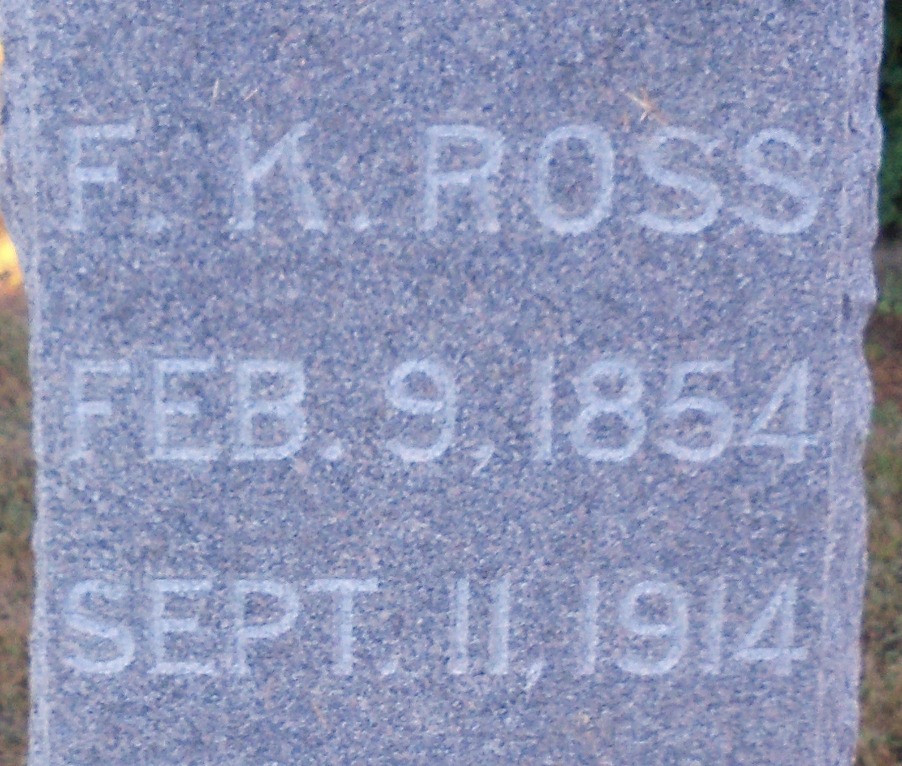 F. K. ROSS
FEB. 9, 1854
SEPT. 11, 1914